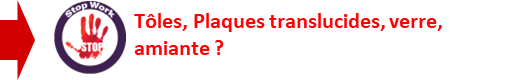 Stop Work
STOP
Tôles, Plaques translucides, verre,
amiante ?